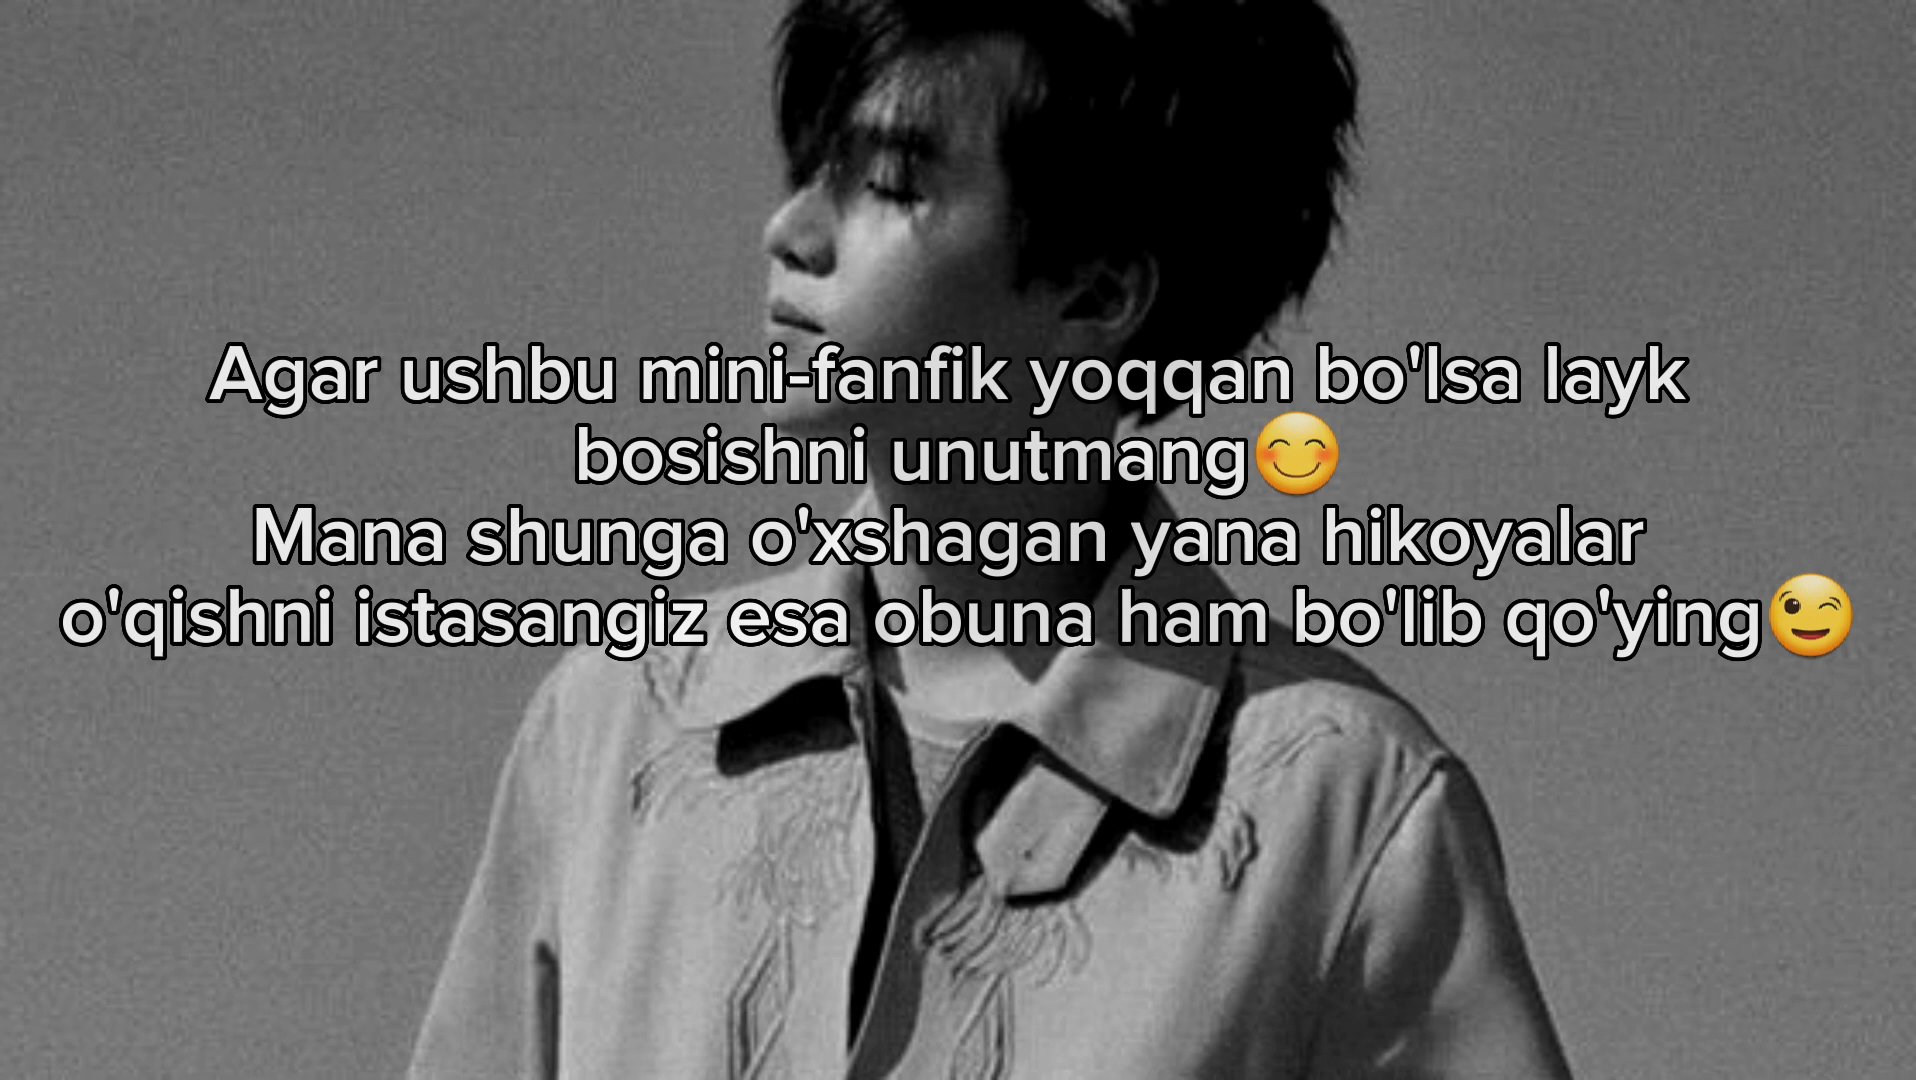 Agar ushbu mini-fanfik yoqqan bo'lsa layk
bosishni unutmang😊
Mana shunga o'xshagan yana hikoyalar
o'qishni istasangiz esa obuna ham bo'lib qo'ying😉